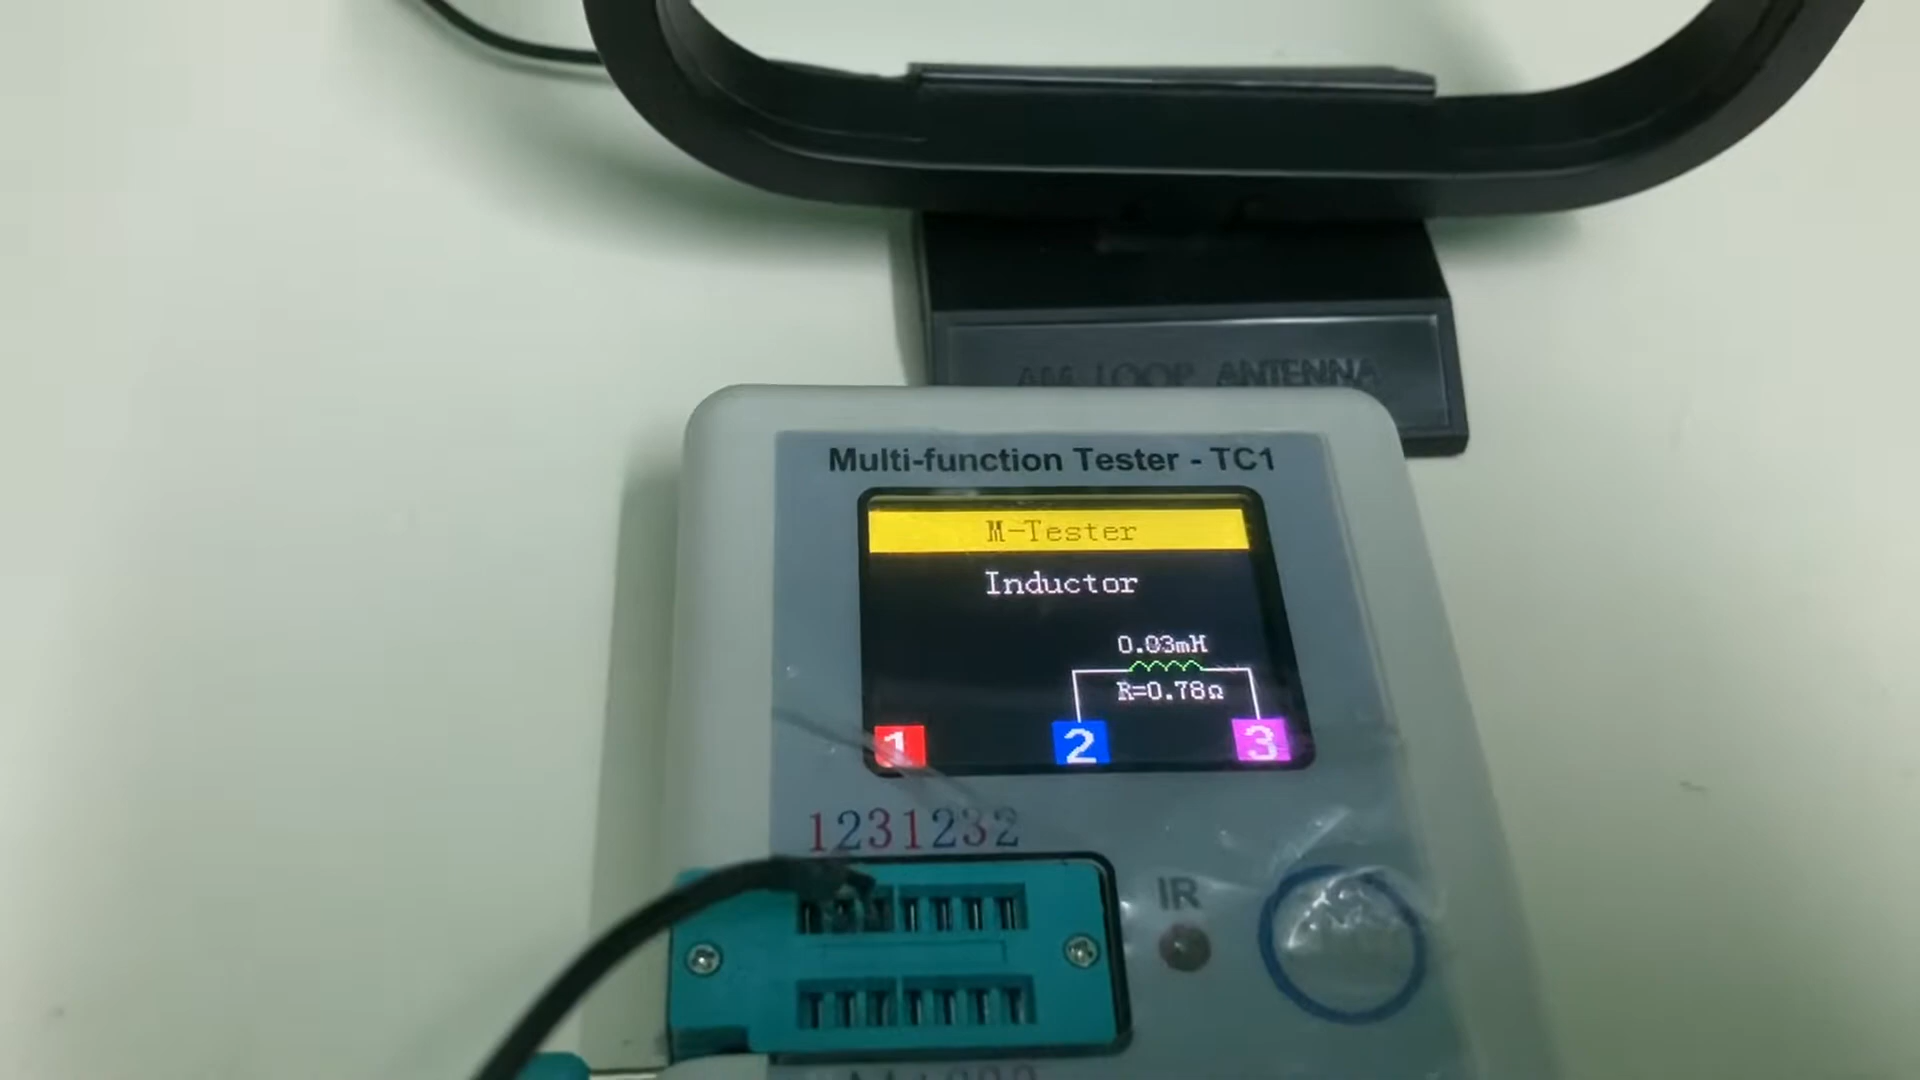 AM LOOP ANTENNA
Multi-function Tester - TC1
M-Tester
Inductor
0.03mH
R=0.78Ω
1 2 3
1231232
IR